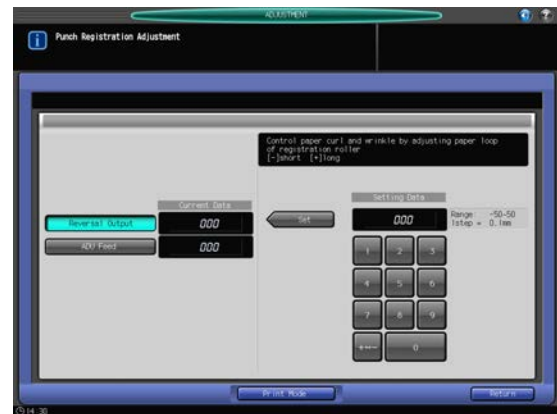 ADJUSTMENT
Punch Registration Adjustment
Control paper curl and wrinkle by adjusting paper loop
of registration roller
[-]short [+]long
Current Data
Setting Data
Reversal Output
000
Set
000
Range -50-50
1step = 0.1mm
ADU Feed
000
1 2 3
4 5 6
7 8 9
0
Print Mode
Return
14:30